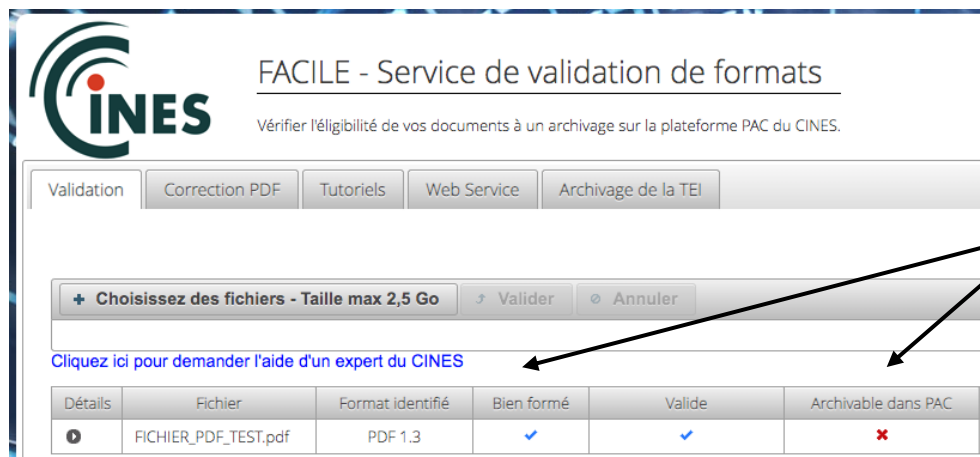 CINES
FACILE - Service de validation de formats
Vérifier l'éligibilité de vos documents à un archivage sur la plateforme PAC du CINES.
Validation Correction PDF Tutoriels Web Service Archivage de la TEI
+ Choisissez des fichiers - Taille max 2,5 Go Valider Annuler
Cliquez ici pour demander l'aide d'un expert du CINES
Détails Fichier Format identifié Bien formé Valide Archivable dans PAC
FICHIER_PDF_TEST.pdf PDF 1.3